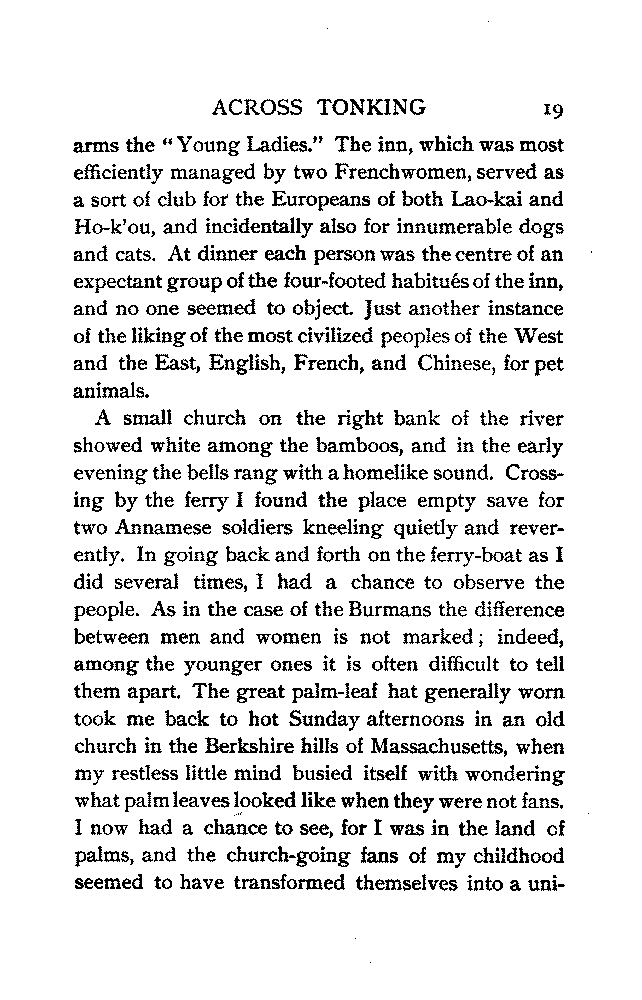 ACROSS TONKING 19
arms the “Young Ladies.” The inn, which was most
efficiently managed by two Frenchwomen, served as
a sort of club for the Europeans of both Lao-kai and
Ho-k’ou, and incidentally also for innumerable dogs
and cats. At dinner each person was the centre of an
expectant group of the four-footed habitués of the inn,
and no one seemed to object. Just another instance
of the liking of the most civilized peoples of the West
and the East, English, French, and Chinese, for pet
animals.
A small church on the right bank of the river
showed white among the bamboos, and in the early
evening the bells rang with a homelike sound. Cross-
ing by the ferry I found the place empty save for
two Annamese soldiers kneeling quietly and rever-
ently. In going back and forth on the ferry-boat as I
did several times, I had a chance to observe the
people. As in the case of the Burmans the difference
between men and women is not marked; indeed,
among the younger ones it is often difficult to tell
them apart. The great palm-leaf hat generally worn
took me back to hot Sunday afternoons in an old
church in the Berkshire hills of Massachusetts, when
my restless little mind busied itself with wondering
what palm leaves looked like when they were not fans.
I now had a chance to see, for I was in the land of
palms, and the church-going fans of my childhood
seemed to have transformed themselves into a uni-